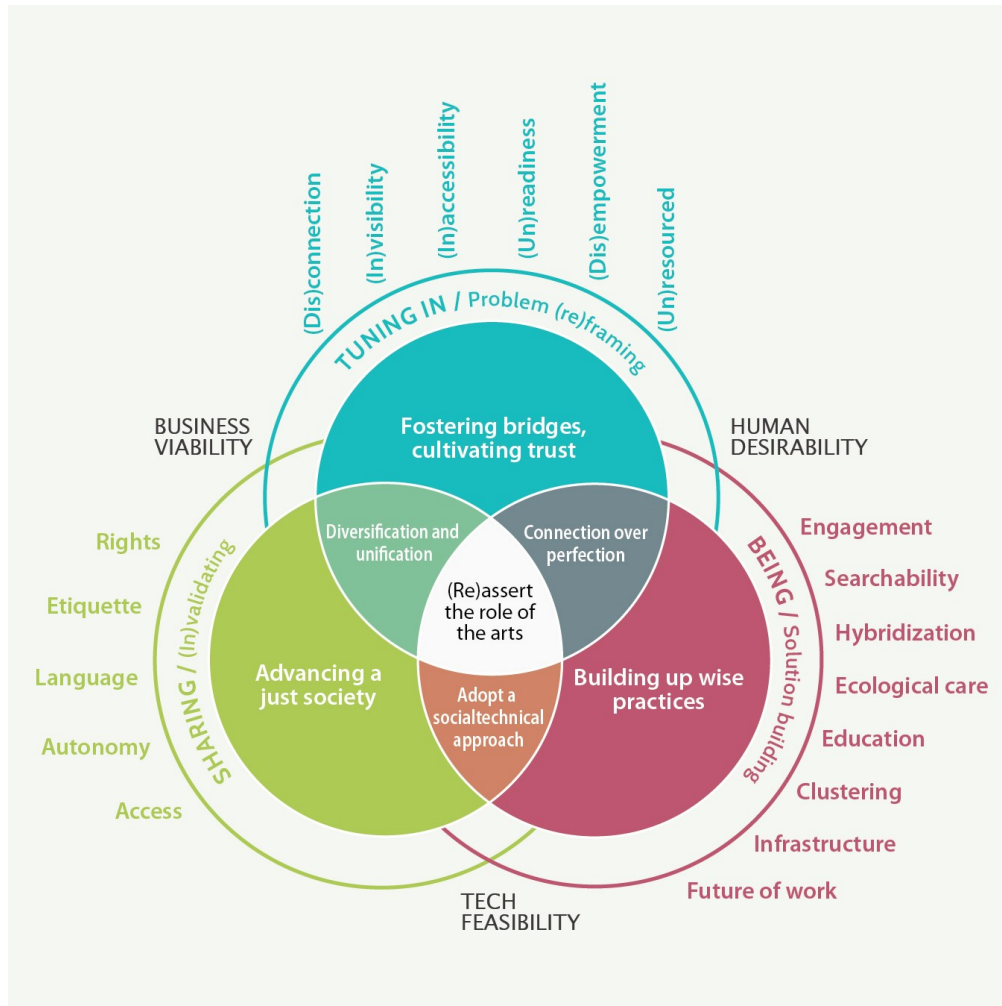 (Dis)connection
(In)visibility
(In)accessibility
(Un)readiness
(Dis)empowerment
(Un)resourced
TUNING IN / Problem (re)framing
Fostering bridges,
cultivating trust
BUSINESS
VIABILITY
HUMAN
DESIRABILITY
Diversification and
unification
Connection over
perfection
(Re)assert
the role of
the arts
Advancing a
just society
Building up wise
practices
Adopt a
socialtechnical
approach
SHARING / (In)validating
Rights
Etiquette
Language
Autonomy
Access
BEING / Solution building
Engagement
Searchability
Hybridization
Ecological care
Education
Clustering
Infrastructure
Future of work
TECH
FEASIBILITY